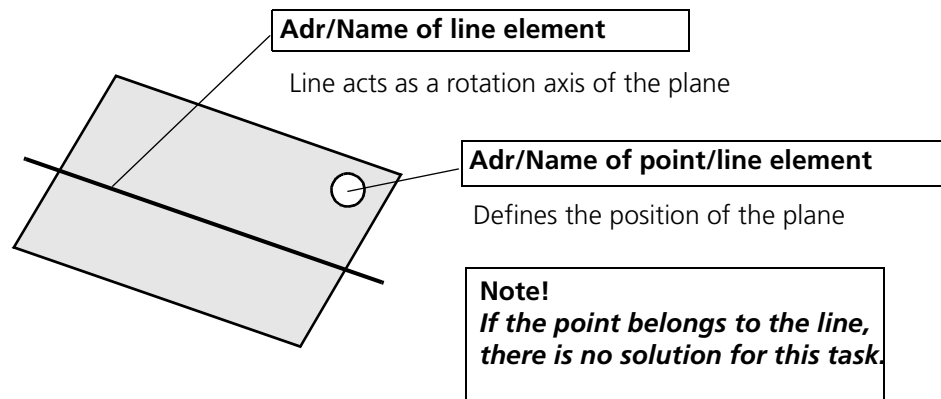 Adr/Name of line element
Line acts as a rotation axis of the plane
Adr/Name of point/line element
Defines the position of the plane
Note!
If the point belongs to the line,
there is no solution for this task.